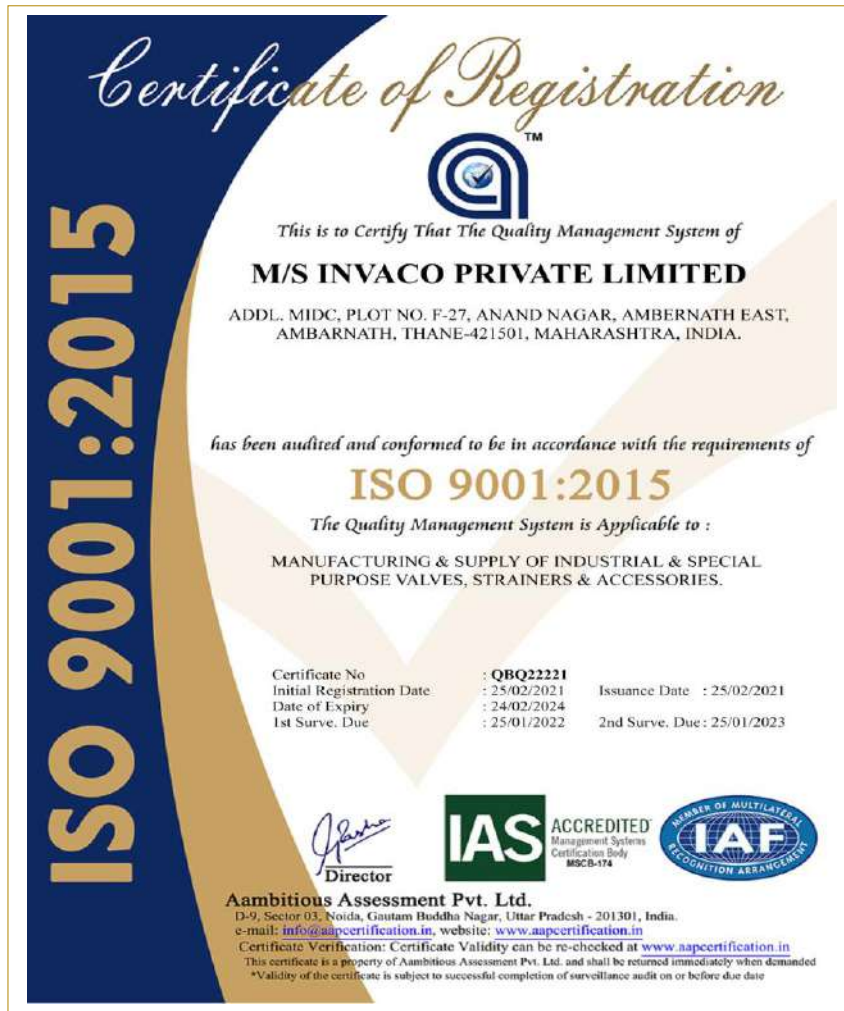 Certificate of Registration
TM
This is to Certify That The Quality Management System of
M/S INVACO PRIVATE LIMITED
ADDL. MIDC, PLOT NO. F-27, ANAND NAGAR, AMBERNATH EAST,
AMBARNATH, THANE-421501, MAHARASHTRA, INDIA.
has been audited and conformed to be in accordance with the requirements of
ISO 9001:2015
The Quality Management System is Applicable to :
MANUFACTURING & SUPPLY OF INDUSTRIAL & SPECIAL
PURPOSE VALVES, STRAINERS & ACCESSORIES.
Certificate No : QBQ22221
Initial Registration Date : 25/02/2021 Issuance Date : 25/02/2021
Date of Expiry : 24/02/2024
1st Surve. Due : 25/01/2022 2nd Surve. Due : 25/01/2023
ISO 9001:2015
Director
IAS ACCREDITED
Management Systems
Certification Body
MSCB-174
MEMBER OF MULTILATERAL
IAF
RECOGNITION ARRANGEMENT
Aambitious Assessment Pvt. Ltd.
D-9, Sector 03, Noida, Gautam Buddha Nagar, Uttar Pradesh - 201301, India.
e-mail: info@aapcertification.in, website: www.aapcertification.in
Certificate Verification: Certificate Validity can be re-checked at www.aapcertification.in
This certificate is a property of Aambitious Assessment Pvt. Ltd. and shall be returned immediately when demanded
*Validity of the certificate is subject to successful completion of surveillance audit on or before due date